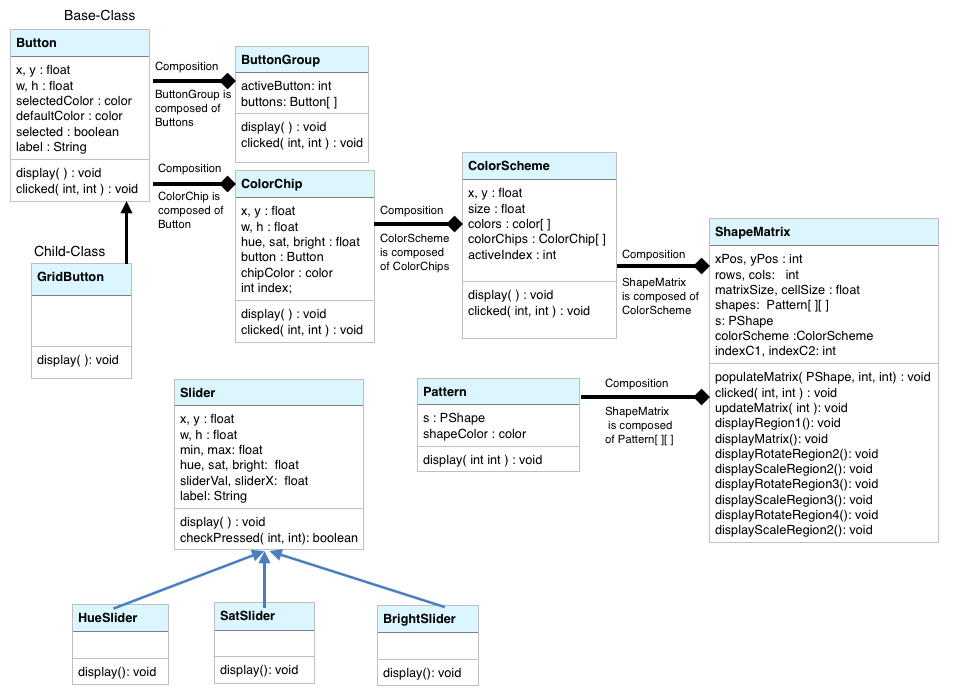 Base-Class
Button
x, y : float
w, h : float
selectedColor : color
defaultColor : color
selected : boolean
label : String
display( ) : void
clicked( int, int ) : void
Composition
ButtonGroup is
composed of
Buttons
ButtonGroup
activeButton: int
buttons: Button[ ]
display( ) : void
clicked( int, int ) : void
Composition
ColorChip is
composed of
Button
ColorChip
x, y : float
w, h : float
hue, sat, bright : float
button : Button
chipColor : color
int index;
display( ) : void
clicked( int, int ) : void
Composition
ColorScheme
is composed
of ColorChips
ColorScheme
x, y : float
size : float
colors : color[ ]
colorChips : ColorChip[ ]
activeIndex : int
display( ) : void
clicked( int, int ) : void
Composition
ShapeMatrix
is composed of
ColorScheme
ShapeMatrix
xPos, yPos : int
rows, cols: int
matrixSize, cellSize : float
shapes: Pattern[ ][ ]
s: PShape
colorScheme :ColorScheme
indexC1, indexC2: int
populateMatrix( PShape, int, int) : void
clicked( int, int ) : void
updateMatrix( int ): void
displayRegion1(): void
displayMatrix(): void
displayRotateRegion2(): void
displayScaleRegion2(): void
displayRotateRegion3(): void
displayScaleRegion3(): void
displayRotateRegion4(): void
displayScaleRegion2(): void
Child-Class
GridButton
display( ): void
Slider
x, y : float
w, h : float
min, max: float
hue, sat, bright: float
sliderVal, sliderX: float
label: String
display( ) : void
checkPressed( int, int): boolean
Pattern
s : PShape
shapeColor : color
display( int int ) : void
Composition
ShapeMatrix
is composed
of Pattern[ ][ ]
HueSlider
display(): void
SatSlider
display(): void
BrightSlider
display(): void